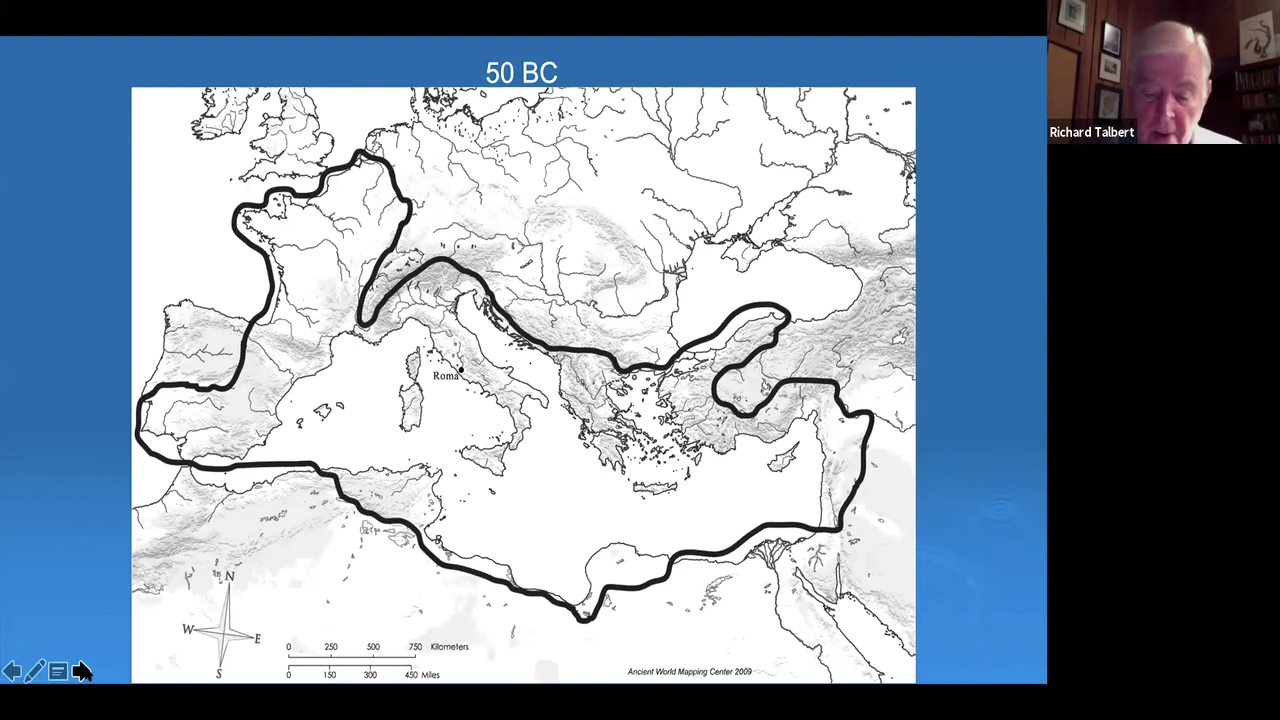 50 BC
Richard Talbert
Roma
N
W E
S
0 250 500 750 Kilometers
0 150 300 450 Miles
Ancient World Mapping Center 2009